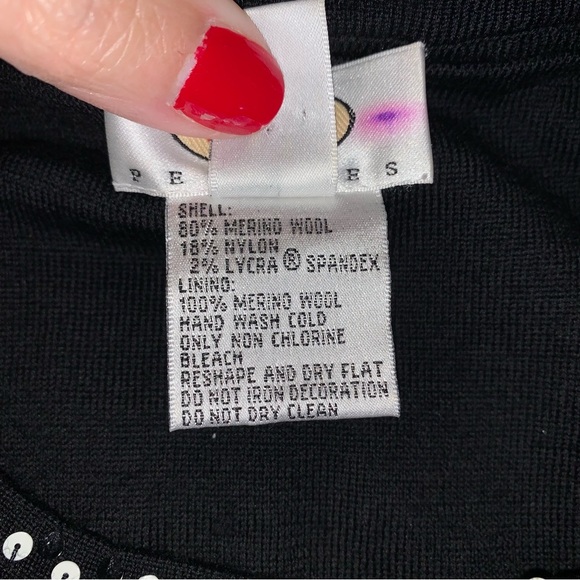 P E E S
SHELL:
80% MERINO WOOL
18% NYLON
2% LYCRA ® SPANDEX
LINING:
100% MERINO WOOL
HAND WASH COLD
ONLY NON CHLORINE
BLEACH
RESHAPE AND DRY FLAT
DO NOT IRON DECORATION
DO NOT DRY CLEAN